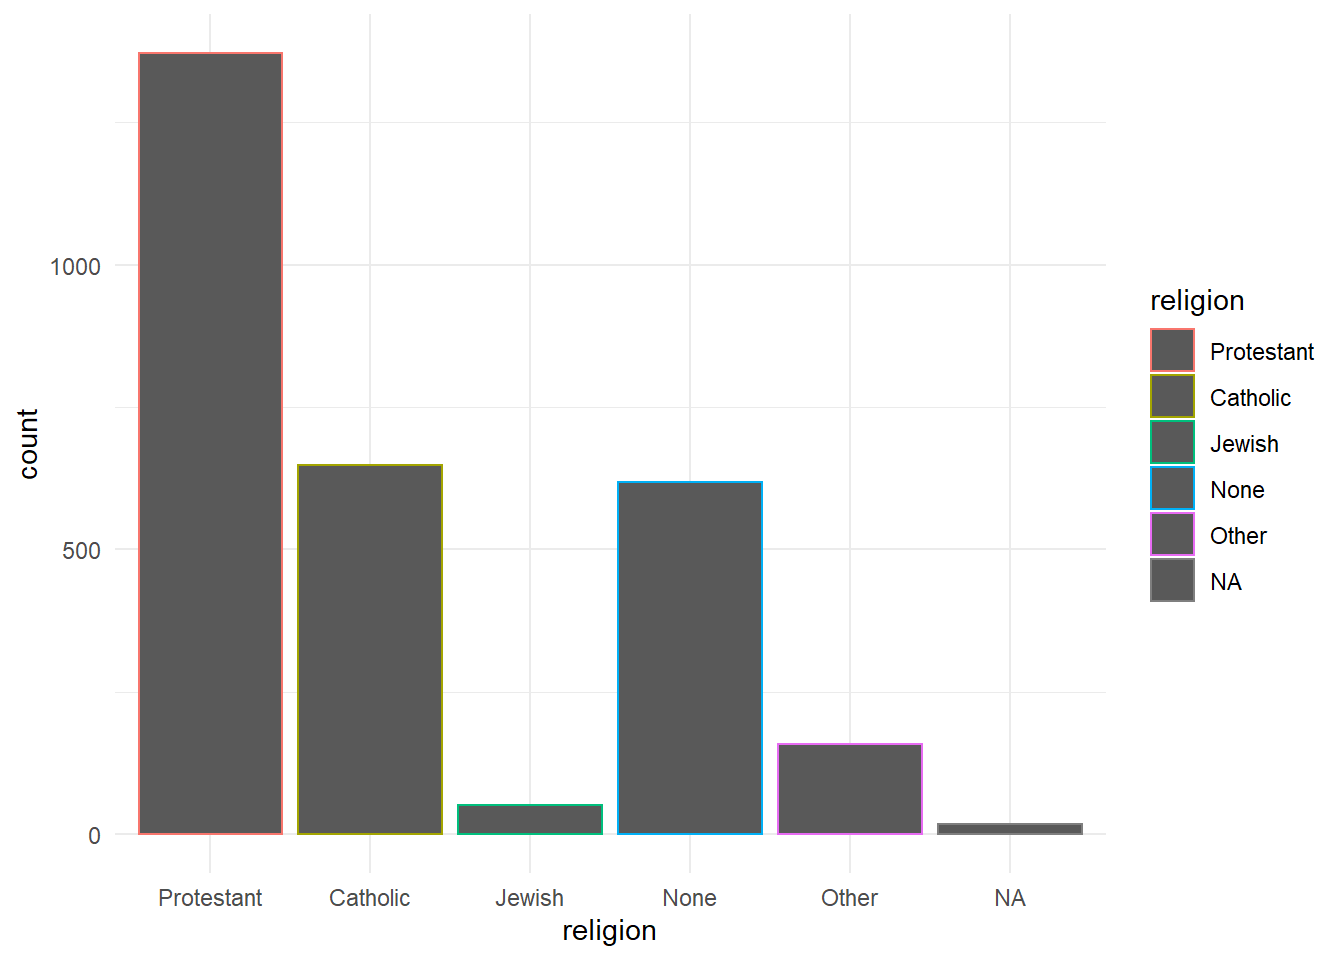 count
1000
500
0
Protestant
Catholic
Jewish
None
Other
NA
religion
religion
Protestant
Catholic
Jewish
None
Other
NA